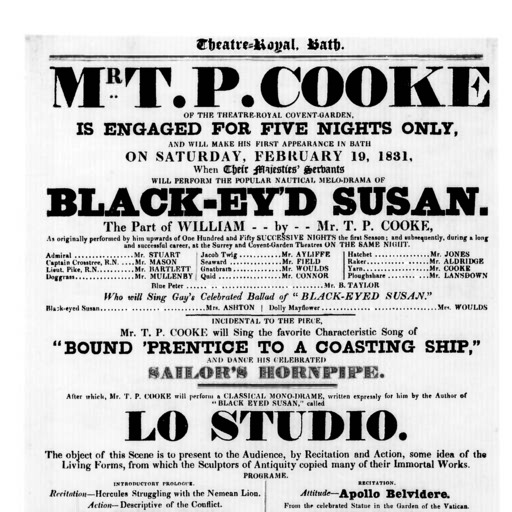 Theatre-Royal, Bath.
MR. T. P. COOKE
OF THE THEATRE-ROYAL COVENT-GARDEN,
IS ENGAGED FOR FIVE NIGHTS ONLY,
AND WILL MAKE HIS FIRST APPEARANCE IN BATH
ON SATURDAY, FEBRUARY 19, 1831,
When Their Majesties' Servants
WILL PERFORM THE POPULAR NAUTICAL MELO-DRAMA OF
BLACK-EY'D SUSAN.
The Part of WILLIAM - - by - - Mr. T. P. COOKE,
As originally performed by him upwards of One Hundred and Fifty SUCCESSIVE NIGHTS the first Season; and subsequently, during a long
and successful career, at the Surrey and Covent-Garden Theatres ON THE SAME NIGHT.
Admiral ................Mr. STUART
Captain Crosstree, R.N.......Mr. MASON
Lieut. Pike, R.N.........Mr. BARTLETT
Doggrass................Mr. MULLENBY
Jacob Twig ............Mr. AYLIFFE
Seaward ...............Mr. FIELD
Gnatbrain..............Mr. WOULDS
Quid ..................Mr. CONNOR
Hatchet ................Mr. JONES
Raker...................Mr. ALDRIDGE
Yarn....................Mr. COOKE
Ploughshare ............Mr. LANSDOWN
Blue Peter ............................ Mr. B. TAYLOR
Who will Sing Gay's Celebrated Ballad of "BLACK-EYED SUSAN."
Black-eyed Susan..........................Mrs. ASHTON | Dolly Mayflower..........................Mrs. WOULDS
INCIDENTAL TO THE PIECE,
Mr. T. P. COOKE will Sing the favorite Characteristic Song of
"BOUND 'PRENTICE TO A COASTING SHIP,"
AND DANCE HIS CELEBRATED
SAILOR'S HORNPIPE.
After which, Mr. T. P. COOKE will perform a CLASSICAL MONO-DRAME, written expressly for him by the Author of
"BLACK EYED SUSAN," called
LO STUDIO.
The object of this Scene is to present to the Audience, by Recitation and Action, some idea of the
Living Forms, from which the Sculptors of Antiquity copied many of their Immortal Works.
PROGRAME.
INTRODUCTORY PROLOGUE.
Recitation—Hercules Struggling with the Nemean Lion.
Action—Descriptive of the Conflict.
RECITATION.
Attitude—Apollo Belvidere.
From the celebrated Statue in the Garden of the Vatican.